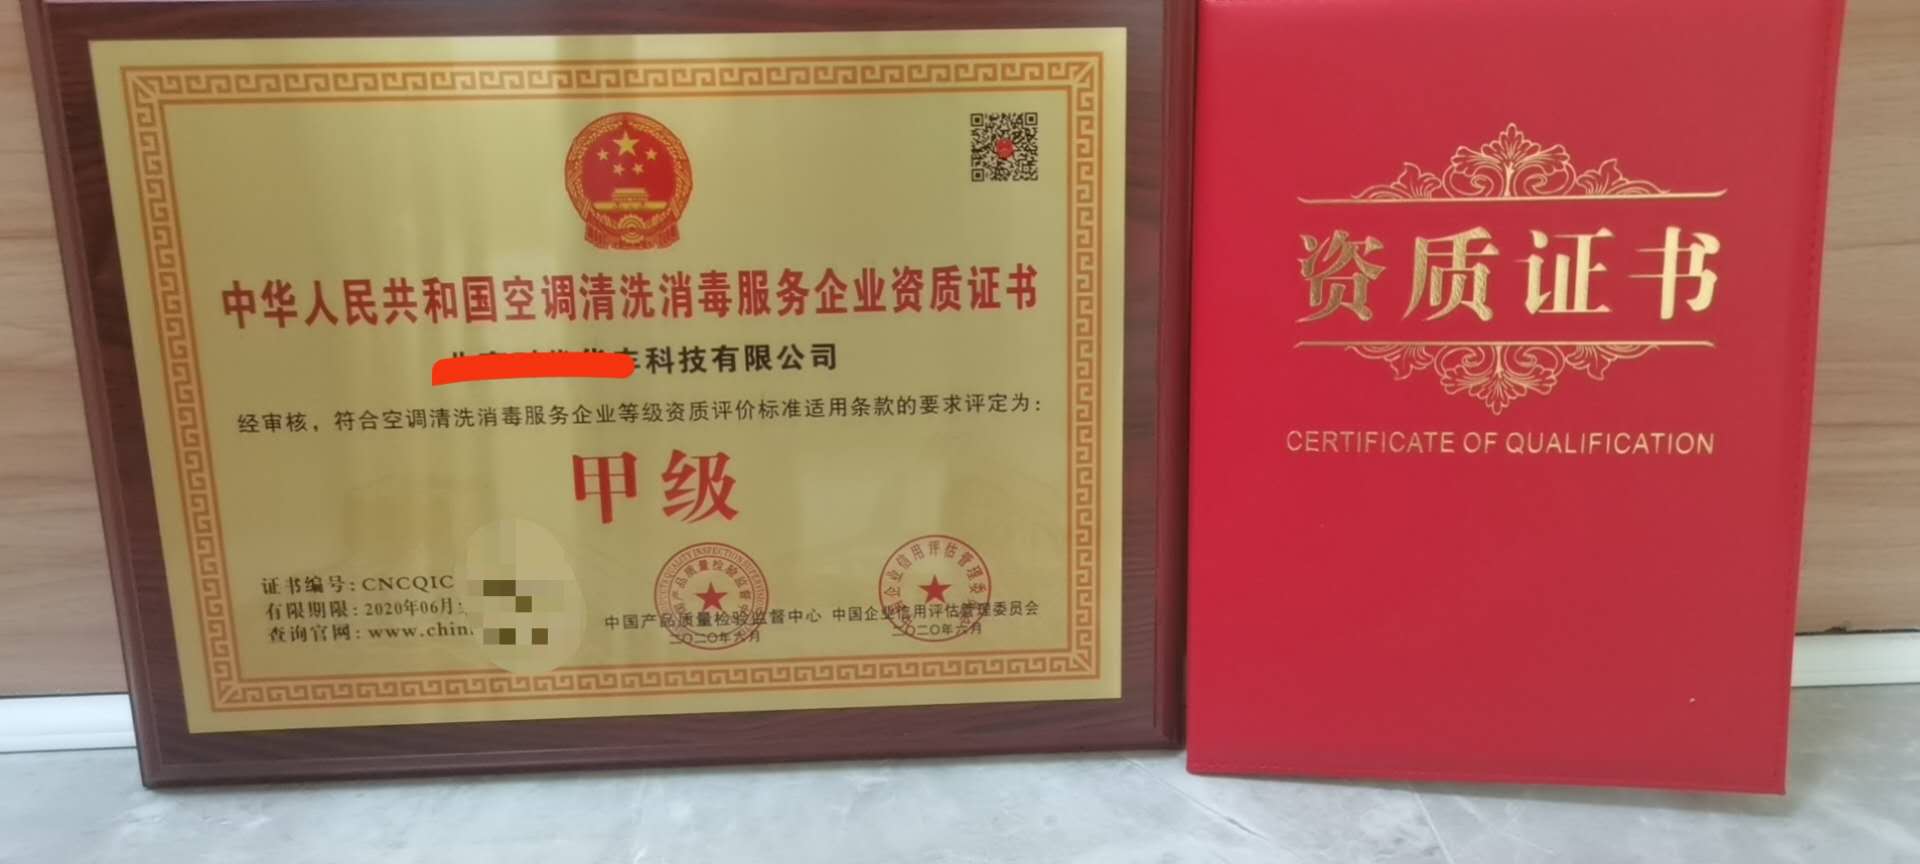 中华人民共和国空调清洗消毒服务企业资质证书
科技有限公司
经审核，符合空调清洗消毒服务企业等级资质评价标准适用条款的要求评定为：
甲级
证书编号：CNCQIC
有限期限：2020年06月
查询官网：www.chin
中国产品质量检验监督中心 中国企业信用评估管理委员会
二〇二〇年六月 二〇二〇年六月
资质证书
CERTIFICATE OF QUALIFICATION